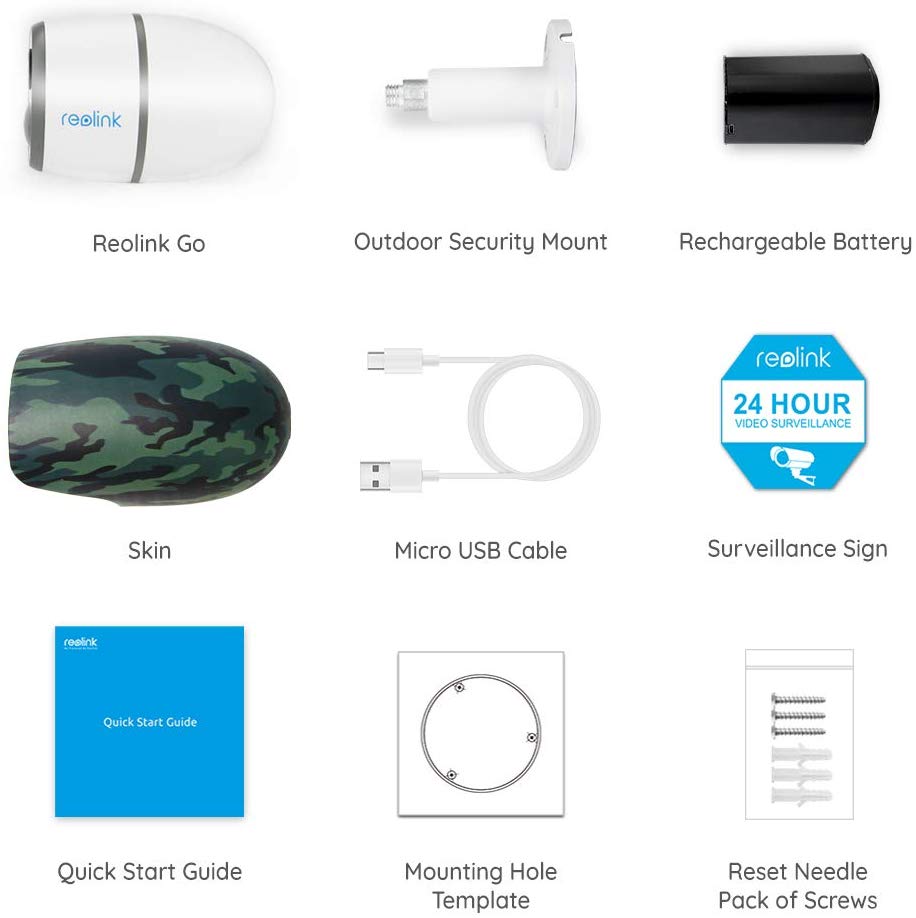 reolink
Reolink Go
Outdoor Security Mount
Rechargeable Battery
reolink
24 HOUR
VIDEO SURVEILLANCE
Skin
Micro USB Cable
Surveillance Sign
reolink
Quick Start Guide
Quick Start Guide
Mounting Hole
Template
Reset Needle
Pack of Screws